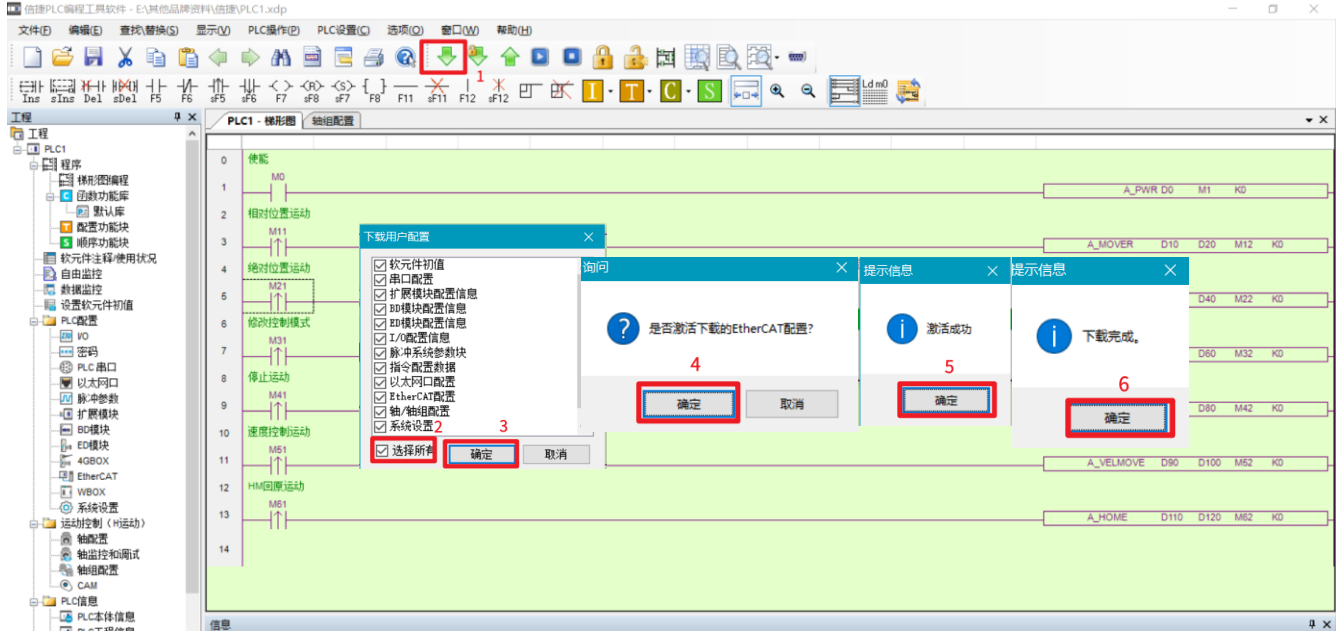 信捷PLC编程工具软件 - E:\其他品牌资料\信捷\PLC1.xdp
文件(F) 编辑(E) 查找\替换(S) 显示(V) PLC操作(P) PLC设置(C) 选项(O) 窗口(W) 帮助(H)
1
Ins sIns Del sDel F5 F6 sF5 sF6 F7 sF8 sF7 F8 F11 sF11 F12 sF12 I T C S Ld m0
工程
PLC1 - 梯形图 轴组配置
工程
PLC1
程序
梯形图编程
函数功能库
默认库
配置功能块
顺序功能块
软元件注释/使用状况
自由监控
数据监控
设置软元件初值
PLC配置
I/O
密码
PLC 串口
以太网口
脉冲参数
扩展模块
BD模块
ED模块
4GBOX
EtherCAT
WBOX
系统设置
运动控制（H运动）
轴配置
轴监控和调试
轴组配置
CAM
PLC信息
PLC本体信息
PLC工程信息
0 使能
1 M0 A_PWR D0 M1 K0
2 相对位置运动
3 M11 A_MOVER D10 D20 M12 K0
4 绝对位置运动
5 M21 D40 M22 K0
6 修改控制模式
7 M31 D60 M32 K0
8 停止运动
9 M41 D80 M42 K0
10 速度控制运动
11 M51 A_VELMOVE D90 D100 M52 K0
12 HM回原运动
13 M61 A_HOME D110 D120 M62 K0
14
下载用户配置
软元件初值
串口配置
扩展模块配置信息
BD模块配置信息
ED模块配置信息
I/O配置信息
脉冲系统参数块
指令配置数据
以太网口配置
EtherCAT配置
轴/轴组配置
系统设置
2 3
选择所有 确定 取消
询问
是否激活下载的EtherCAT配置?
4
确定 取消
提示信息
激活成功
5
确定
提示信息
下载完成。
6
确定
信息